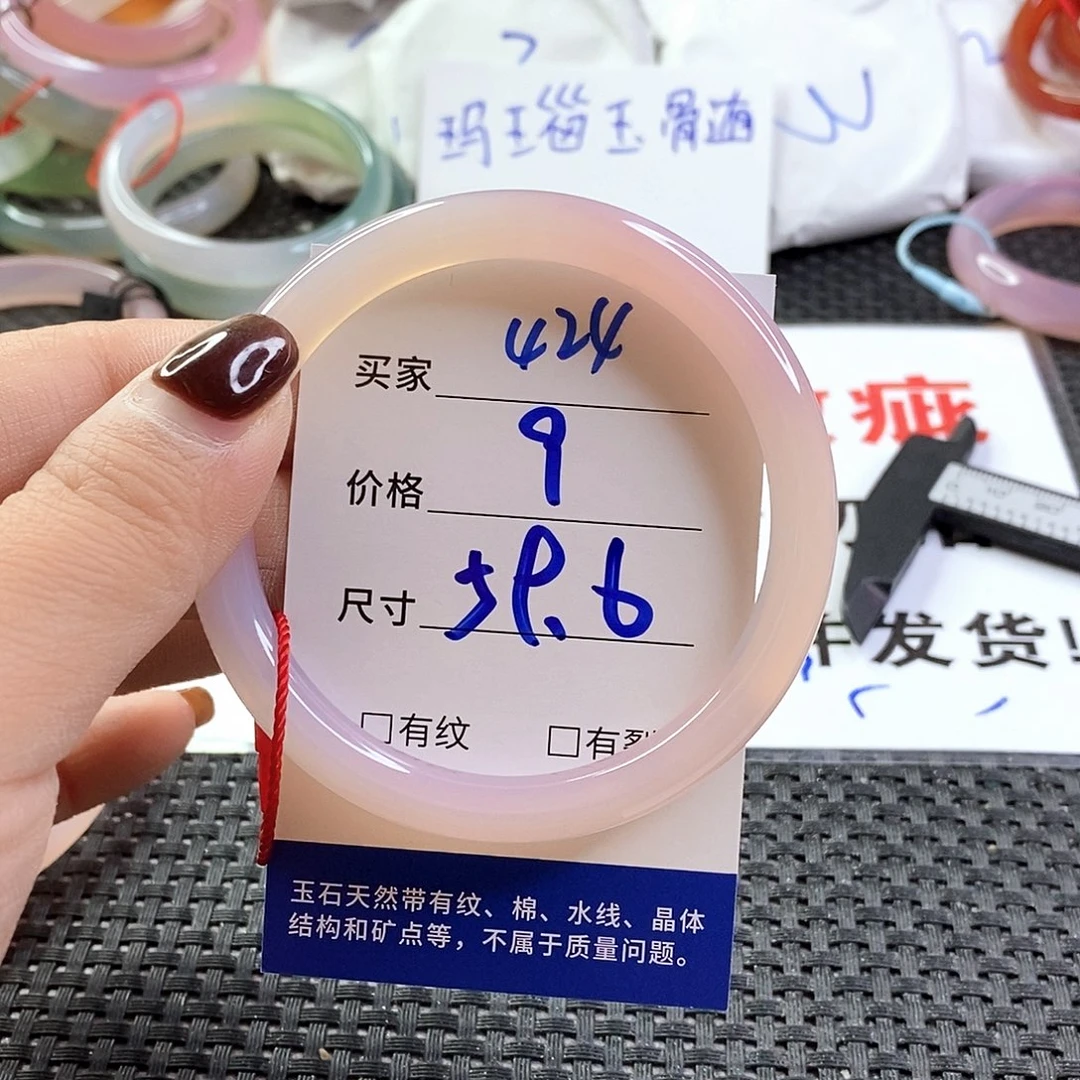 玛瑙玉髓
买家 424
价格 9
尺寸 59.6
□有纹 □有裂
玉石天然带有纹、棉、水线、晶体
结构和矿点等，不属于质量问题。
疵
发货！